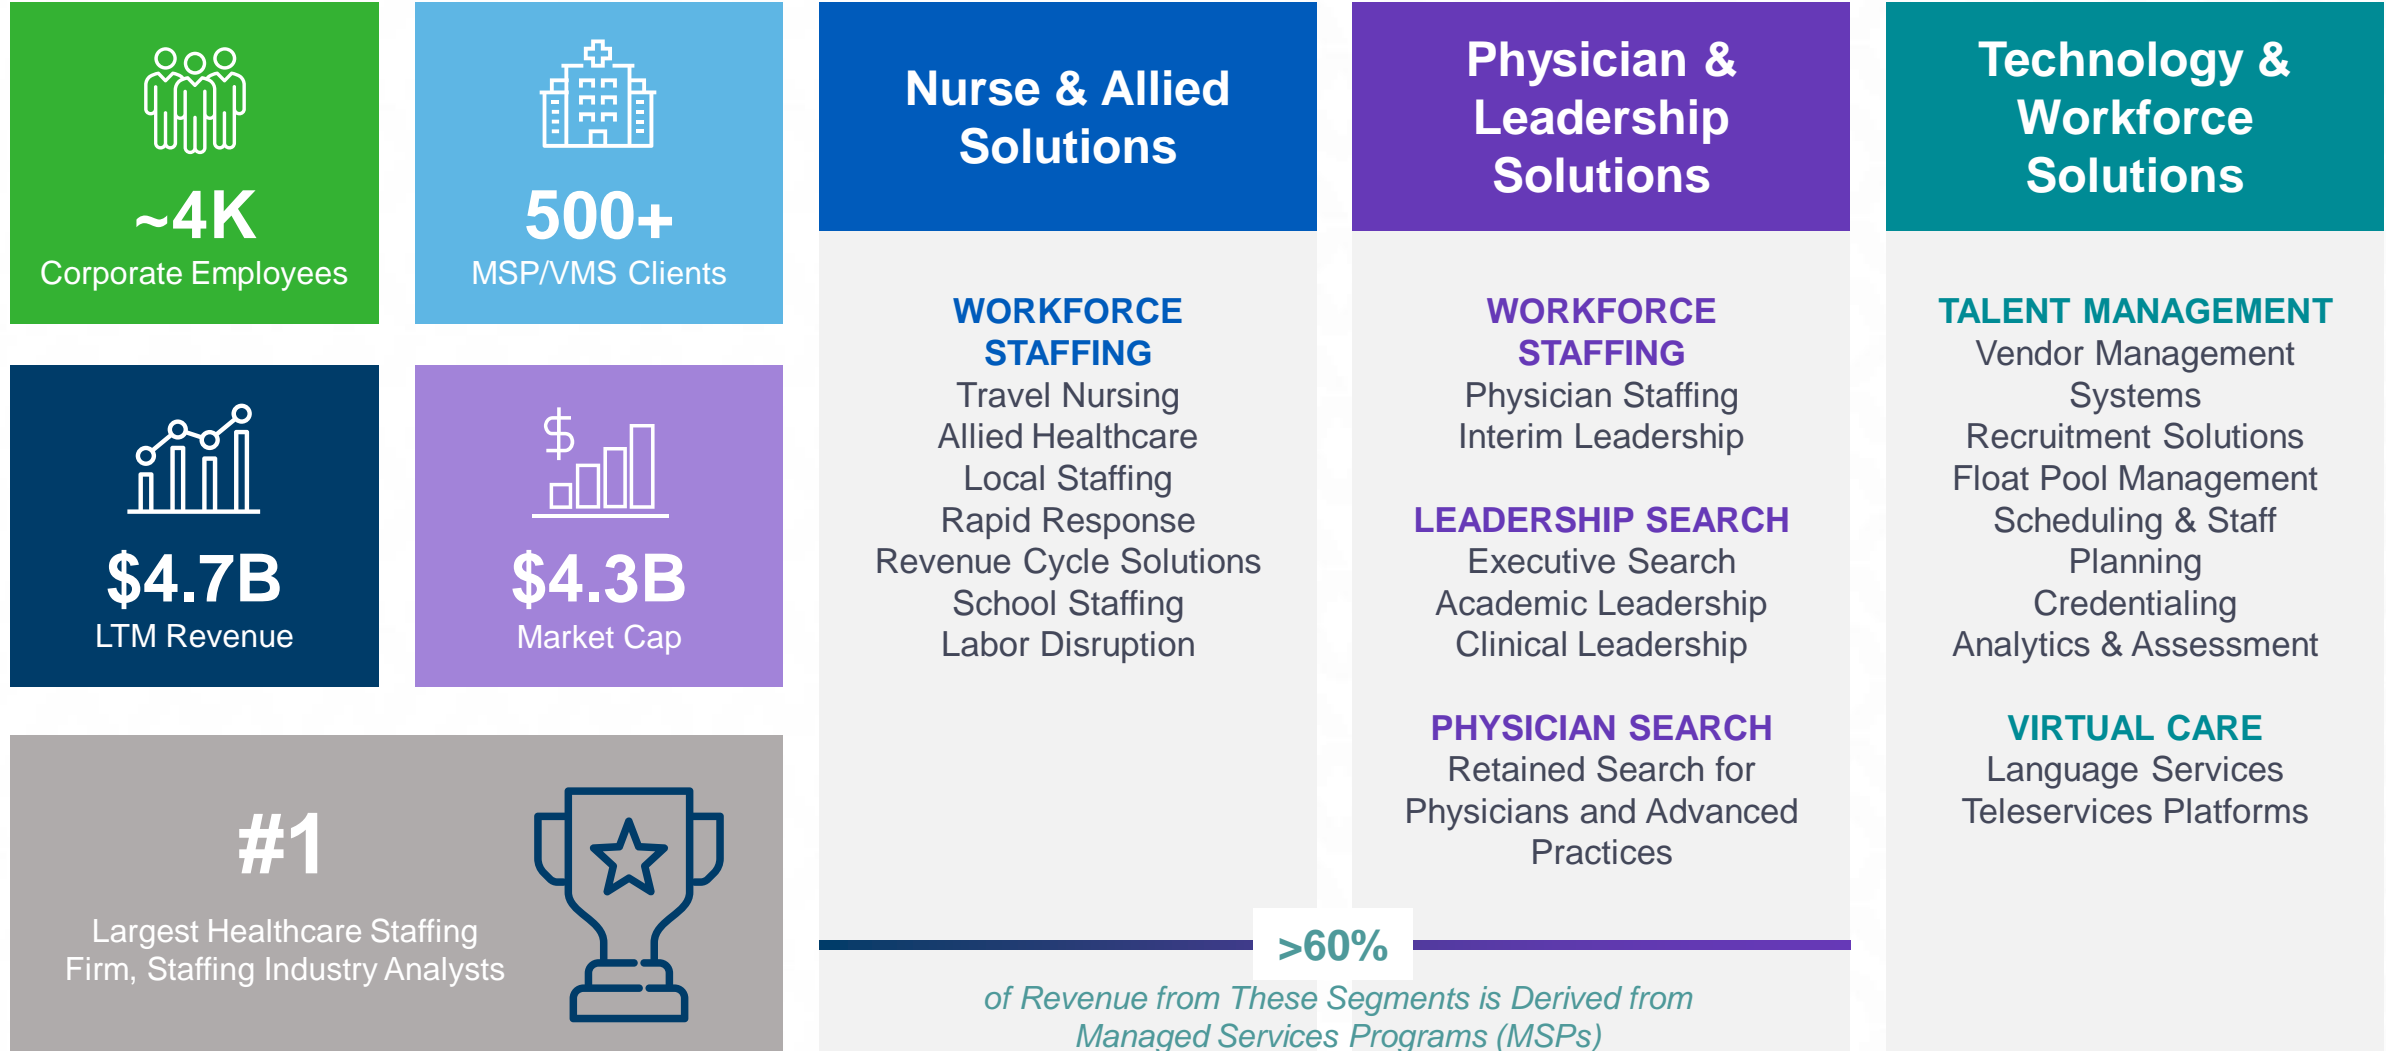 ~4K
Corporate Employees
500+
MSP/VMS Clients
$4.7B
LTM Revenue
$
$4.3B
Market Cap
#1
Largest Healthcare Staffing
Firm, Staffing Industry Analysts
Nurse & Allied
Solutions
WORKFORCE
STAFFING
Travel Nursing
Allied Healthcare
Local Staffing
Rapid Response
Revenue Cycle Solutions
School Staffing
Labor Disruption
Physician &
Leadership
Solutions
WORKFORCE
STAFFING
Physician Staffing
Interim Leadership
LEADERSHIP SEARCH
Executive Search
Academic Leadership
Clinical Leadership
PHYSICIAN SEARCH
Retained Search for
Physicians and Advanced
Practices
>60%
of Revenue from These Segments is Derived from
Managed Services Programs (MSPs)
Technology &
Workforce
Solutions
TALENT MANAGEMENT
Vendor Management
Systems
Recruitment Solutions
Float Pool Management
Scheduling & Staff
Planning
Credentialing
Analytics & Assessment
VIRTUAL CARE
Language Services
Teleservices Platforms